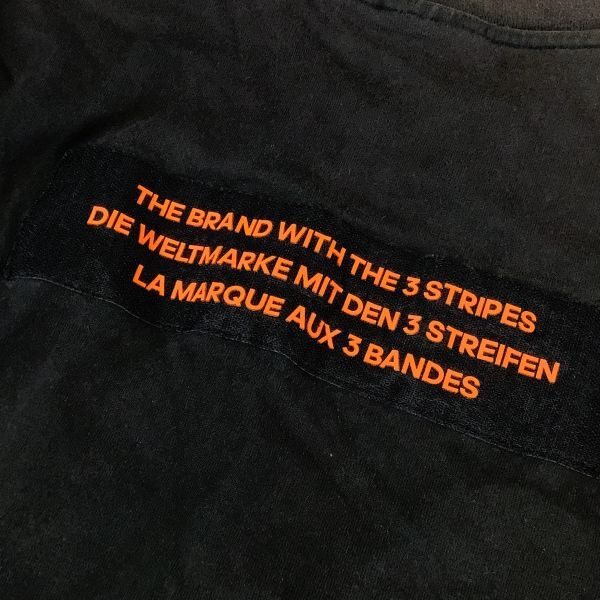 THE BRAND WITH THE 3 STRIPES
DIE WELTMARKE MIT DEN 3 STREIFEN
LA MARQUE AUX 3 BANDES